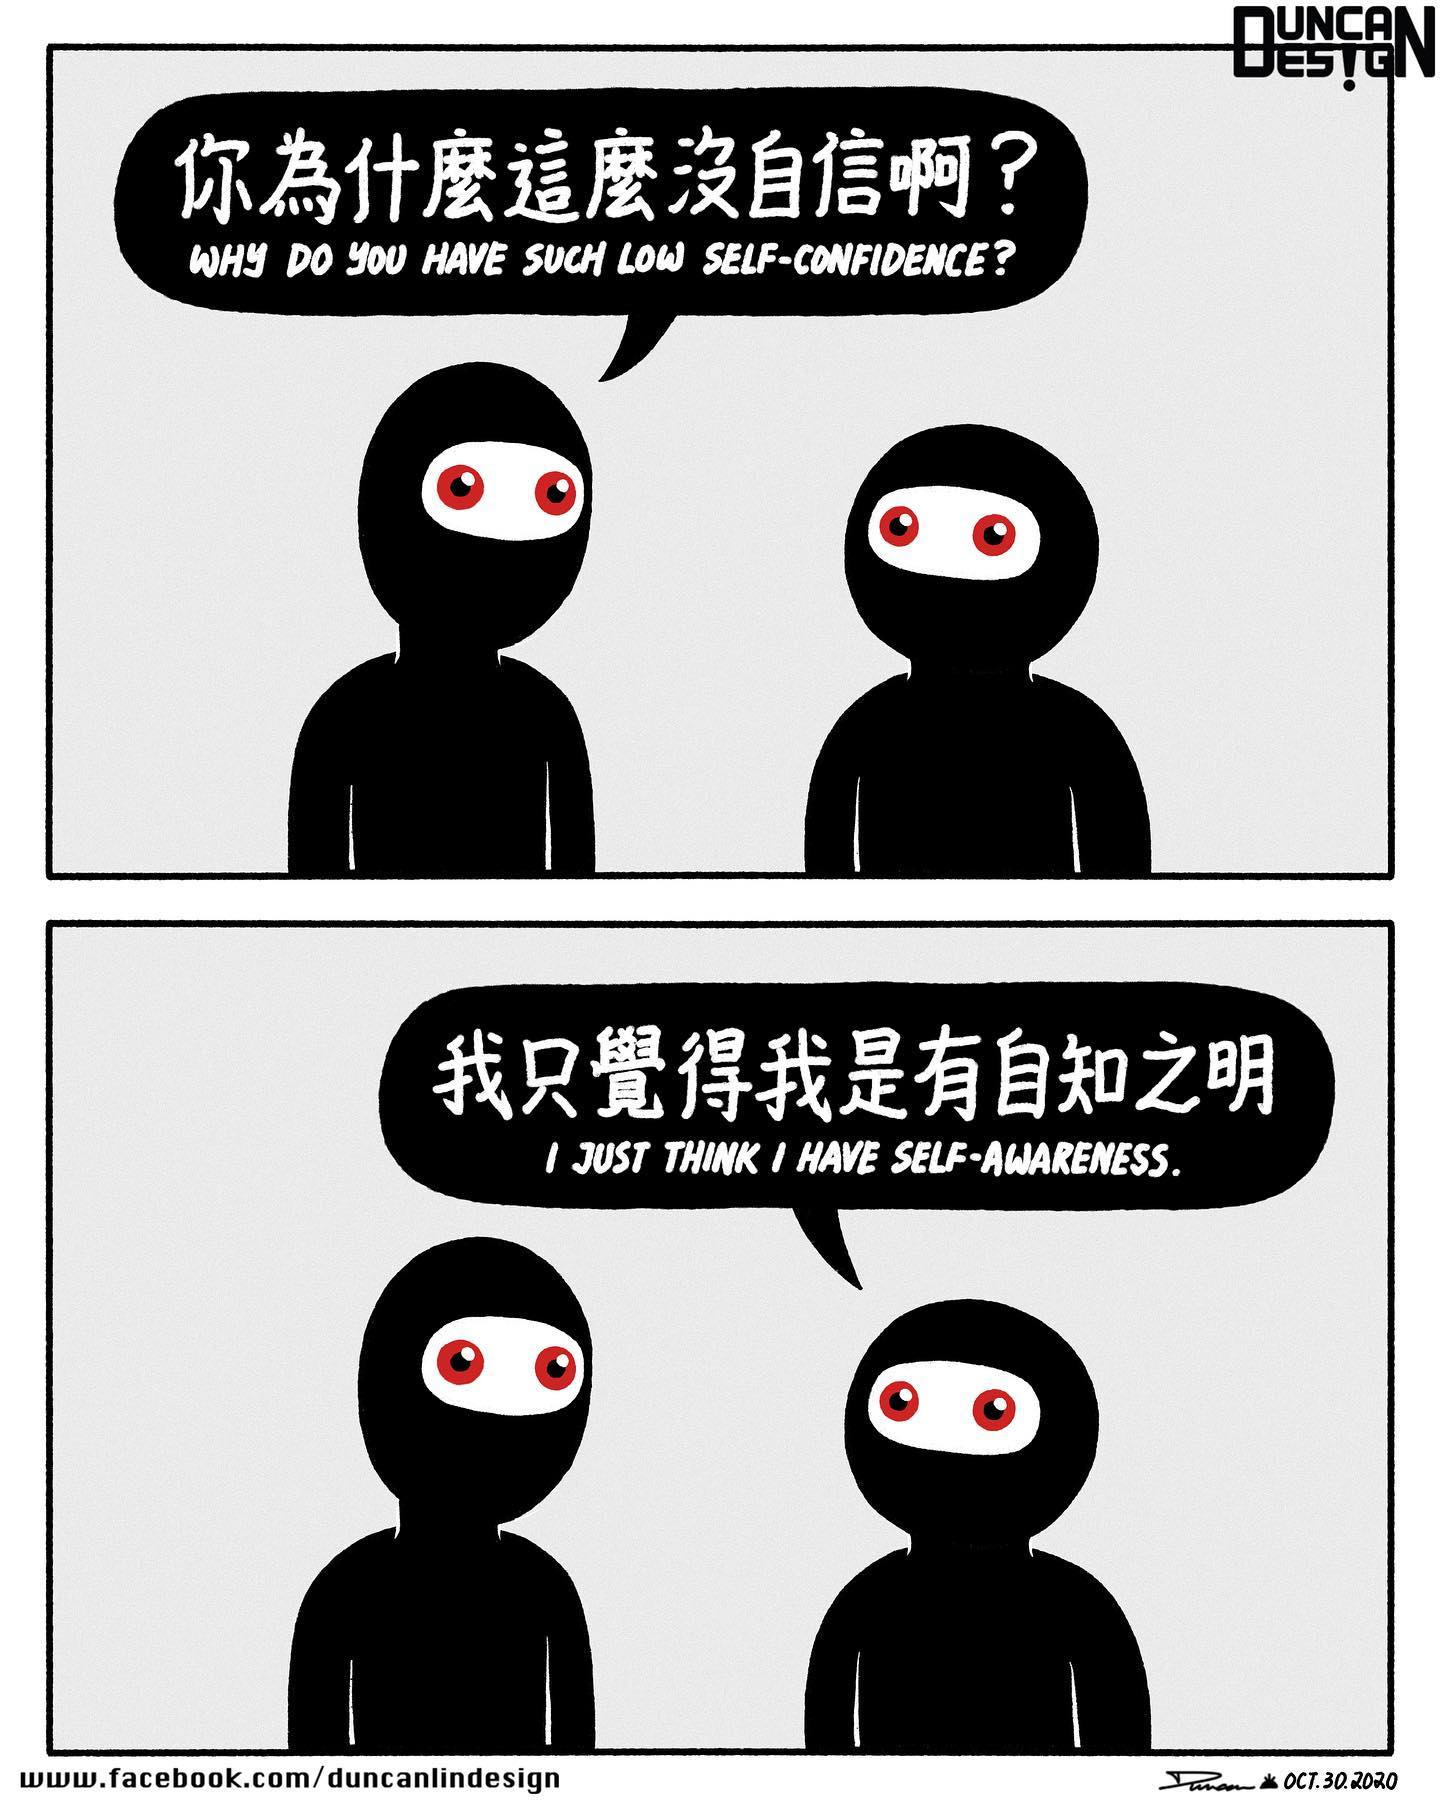 DUNCAN
DESIGN
你為什麼這麼沒自信啊？
WHY DO YOU HAVE SUCH LOW SELF-CONFIDENCE?
我只覺得我是有自知之明
I JUST THINK I HAVE SELF-AWARENESS.
www.facebook.com/duncanlindesign
Duncan OCT.30.2020